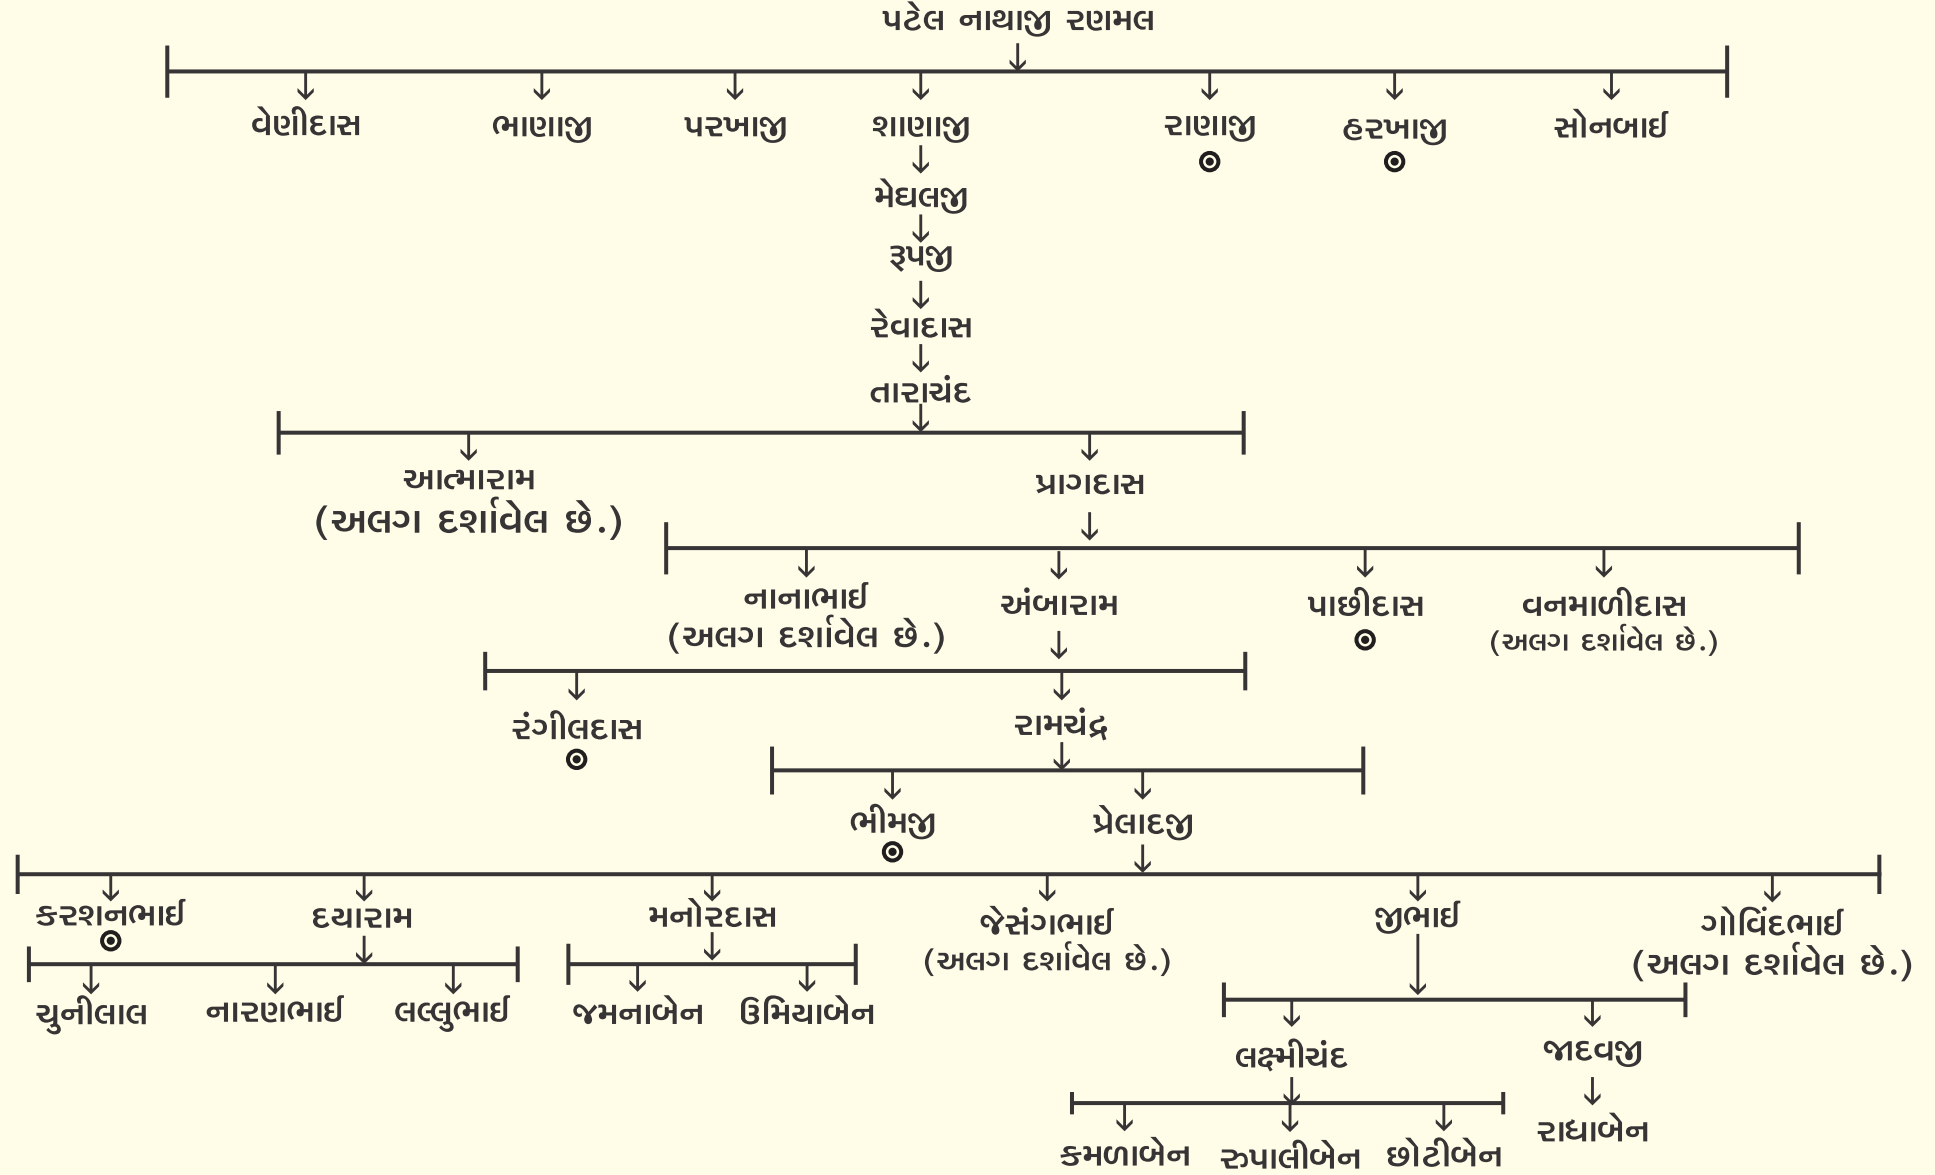 પટેલ નાથાજી રણમલ
વેણીદાસ ભાણાજી પરખાજી શાણાજી રાણાજી હરખાજી સોનબાઈ
મેઘલજી
રૂપજી
રેવાદાસ
તારાચંદ
આત્મારામ પ્રાગદાસ
(અલગ દર્શાવેલ છે.)
નાનાભાઈ અંબારામ પાછીદાસ વનમાળીદાસ
(અલગ દર્શાવેલ છે.) (અલગ દર્શાવેલ છે.)
રંગીલદાસ રામચંદ્ર
ભીમજી પ્રેલાદજી
કરશનભાઈ દયારામ મનોરદાસ જેસંગભાઈ જીભાઈ ગોવિંદભાઈ
(અલગ દર્શાવેલ છે.) (અલગ દર્શાવેલ છે.)
ચુનીલાલ નારણભાઈ લલ્લુભાઈ જમનાબેન ઉમિયાબેન
લક્ષ્મીચંદ જાદવજી
કમળાબેન રુપાલીબેન છોટીબેન રાધાબેન